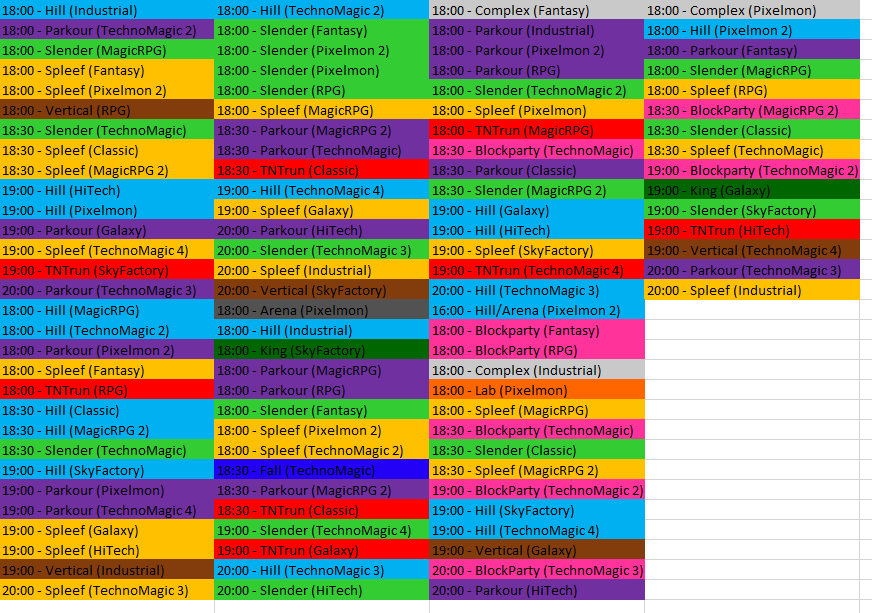 18:00 - Hill (Industrial)
18:00 - Parkour (TechnoMagic 2)
18:00 - Slender (MagicRPG)
18:00 - Spleef (Fantasy)
18:00 - Spleef (Pixelmon 2)
18:00 - Vertical (RPG)
18:30 - Slender (TechnoMagic)
18:30 - Spleef (Classic)
18:30 - Spleef (MagicRPG 2)
19:00 - Hill (HiTech)
19:00 - Hill (Pixelmon)
19:00 - Parkour (Galaxy)
19:00 - Spleef (TechnoMagic 4)
19:00 - TNTrun (SkyFactory)
20:00 - Parkour (TechnoMagic 3)
18:00 - Hill (MagicRPG)
18:00 - Hill (TechnoMagic 2)
18:00 - Parkour (Pixelmon 2)
18:00 - Spleef (Fantasy)
18:00 - TNTrun (RPG)
18:30 - Hill (Classic)
18:30 - Hill (MagicRPG 2)
18:30 - Slender (TechnoMagic)
19:00 - Hill (SkyFactory)
19:00 - Parkour (Pixelmon)
19:00 - Parkour (TechnoMagic 4)
19:00 - Spleef (Galaxy)
19:00 - Spleef (HiTech)
19:00 - Vertical (Industrial)
20:00 - Spleef (TechnoMagic 3)
18:00 - Hill (TechnoMagic 2)
18:00 - Slender (Fantasy)
18:00 - Slender (Pixelmon 2)
18:00 - Slender (Pixelmon)
18:00 - Slender (RPG)
18:00 - Spleef (MagicRPG)
18:30 - Parkour (MagicRPG 2)
18:30 - Parkour (TechnoMagic)
18:30 - TNTrun (Classic)
19:00 - Hill (TechnoMagic 4)
19:00 - Spleef (Galaxy)
20:00 - Parkour (HiTech)
20:00 - Slender (TechnoMagic 3)
20:00 - Spleef (Industrial)
20:00 - Vertical (SkyFactory)
18:00 - Arena (Pixelmon)
18:00 - Hill (Industrial)
18:00 - King (SkyFactory)
18:00 - Parkour (MagicRPG)
18:00 - Parkour (RPG)
18:00 - Slender (Fantasy)
18:00 - Spleef (Pixelmon 2)
18:00 - Spleef (TechnoMagic 2)
18:30 - Fall (TechnoMagic)
18:30 - Parkour (MagicRPG 2)
18:30 - TNTrun (Classic)
19:00 - Slender (TechnoMagic 4)
19:00 - TNTrun (Galaxy)
20:00 - Hill (TechnoMagic 3)
20:00 - Slender (HiTech)
18:00 - Complex (Fantasy)
18:00 - Parkour (Industrial)
18:00 - Parkour (Pixelmon 2)
18:00 - Parkour (RPG)
18:00 - Slender (TechnoMagic 2)
18:00 - Spleef (Pixelmon)
18:00 - TNTrun (MagicRPG)
18:30 - Blockparty (TechnoMagic)
18:30 - Parkour (Classic)
18:30 - Slender (MagicRPG 2)
19:00 - Hill (Galaxy)
19:00 - Hill (HiTech)
19:00 - Spleef (SkyFactory)
19:00 - TNTrun (TechnoMagic 4)
20:00 - Hill (TechnoMagic 3)
16:00 - Hill/Arena (Pixelmon 2)
18:00 - Blockparty (Fantasy)
18:00 - BlockParty (RPG)
18:00 - Complex (Industrial)
18:00 - Lab (Pixelmon)
18:00 - Spleef (MagicRPG)
18:30 - Blockparty (TechnoMagic)
18:30 - Slender (Classic)
18:30 - Spleef (MagicRPG 2)
19:00 - BlockParty (TechnoMagic 2)
19:00 - Hill (SkyFactory)
19:00 - Hill (TechnoMagic 4)
19:00 - Vertical (Galaxy)
20:00 - BlockParty (TechnoMagic 3)
20:00 - Parkour (HiTech)
18:00 - Complex (Pixelmon)
18:00 - Hill (Pixelmon 2)
18:00 - Parkour (Fantasy)
18:00 - Slender (MagicRPG)
18:00 - Spleef (RPG)
18:30 - BlockParty (MagicRPG 2)
18:30 - Slender (Classic)
18:30 - Spleef (TechnoMagic)
19:00 - Blockparty (TechnoMagic 2)
19:00 - King (Galaxy)
19:00 - Slender (SkyFactory)
19:00 - TNTrun (HiTech)
19:00 - Vertical (TechnoMagic 4)
20:00 - Parkour (TechnoMagic 3)
20:00 - Spleef (Industrial)